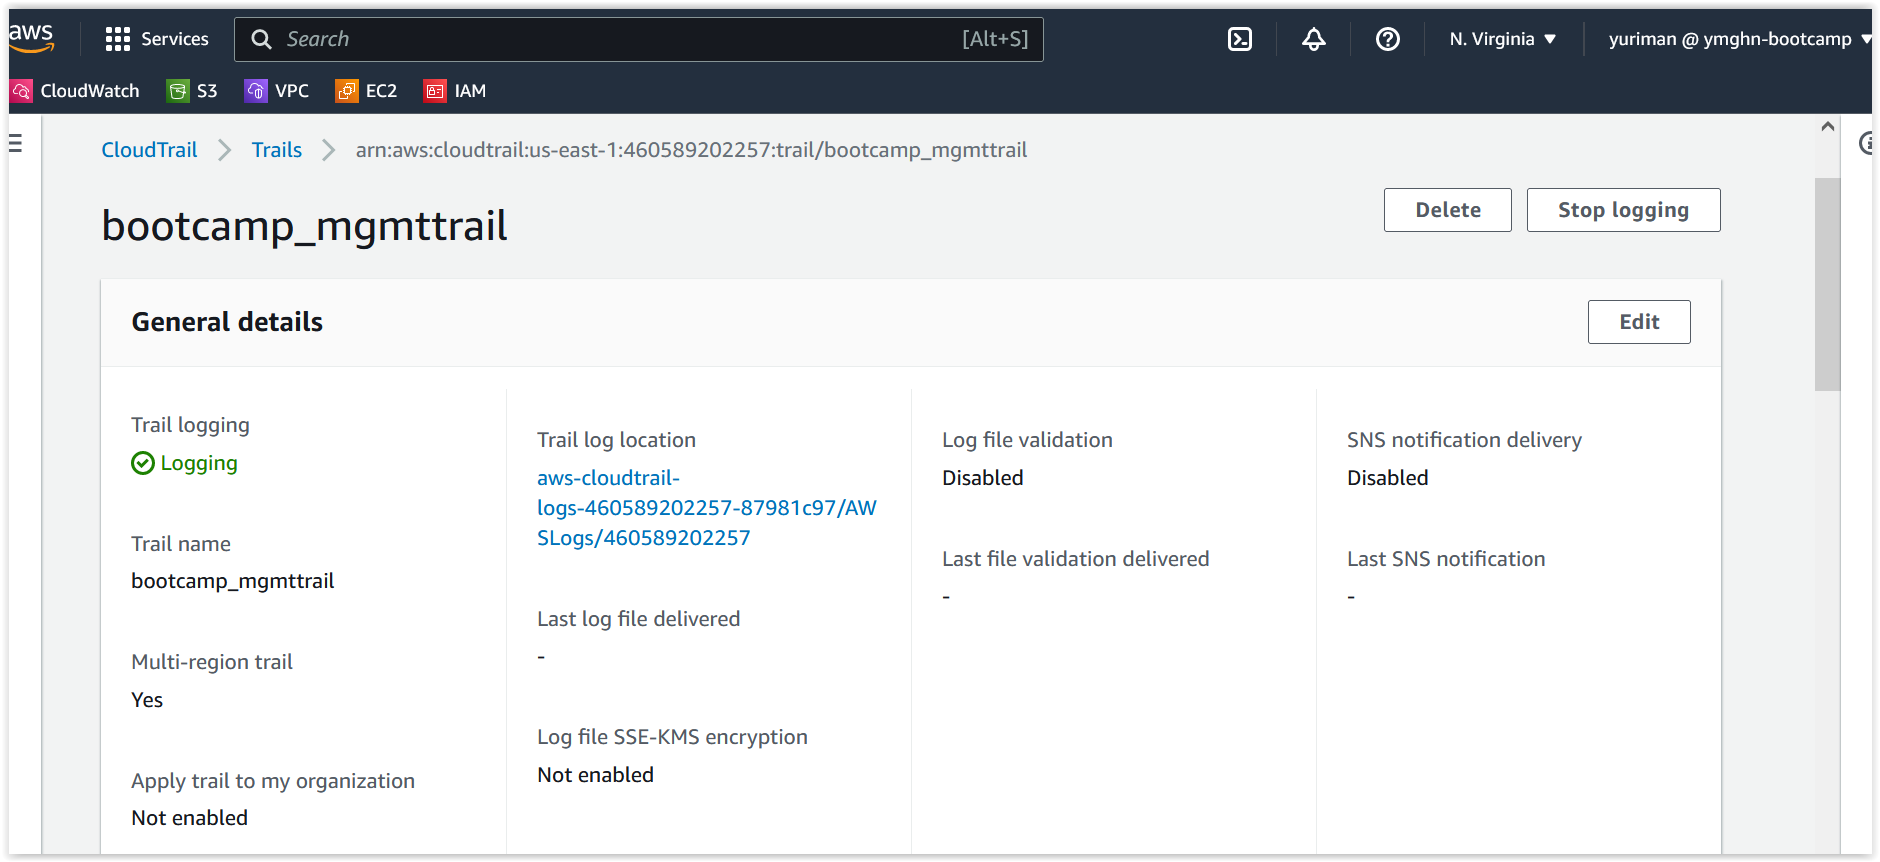 aws
Services
Search
[Alt+S]
N. Virginia
yuriman @ ymghn-bootcamp
CloudWatch
S3
VPC
EC2
IAM
CloudTrail
Trails
arn:aws:cloudtrail:us-east-1:460589202257:trail/bootcamp_mgmttrail
bootcamp_mgmttrail
Delete
Stop logging
General details
Edit
Trail logging
Logging
Trail name
bootcamp_mgmttrail
Multi-region trail
Yes
Apply trail to my organization
Not enabled
Trail log location
aws-cloudtrail-
logs-460589202257-87981c97/AW
SLogs/460589202257
Last log file delivered
-
Log file SSE-KMS encryption
Not enabled
Log file validation
Disabled
Last file validation delivered
-
SNS notification delivery
Disabled
Last SNS notification
-